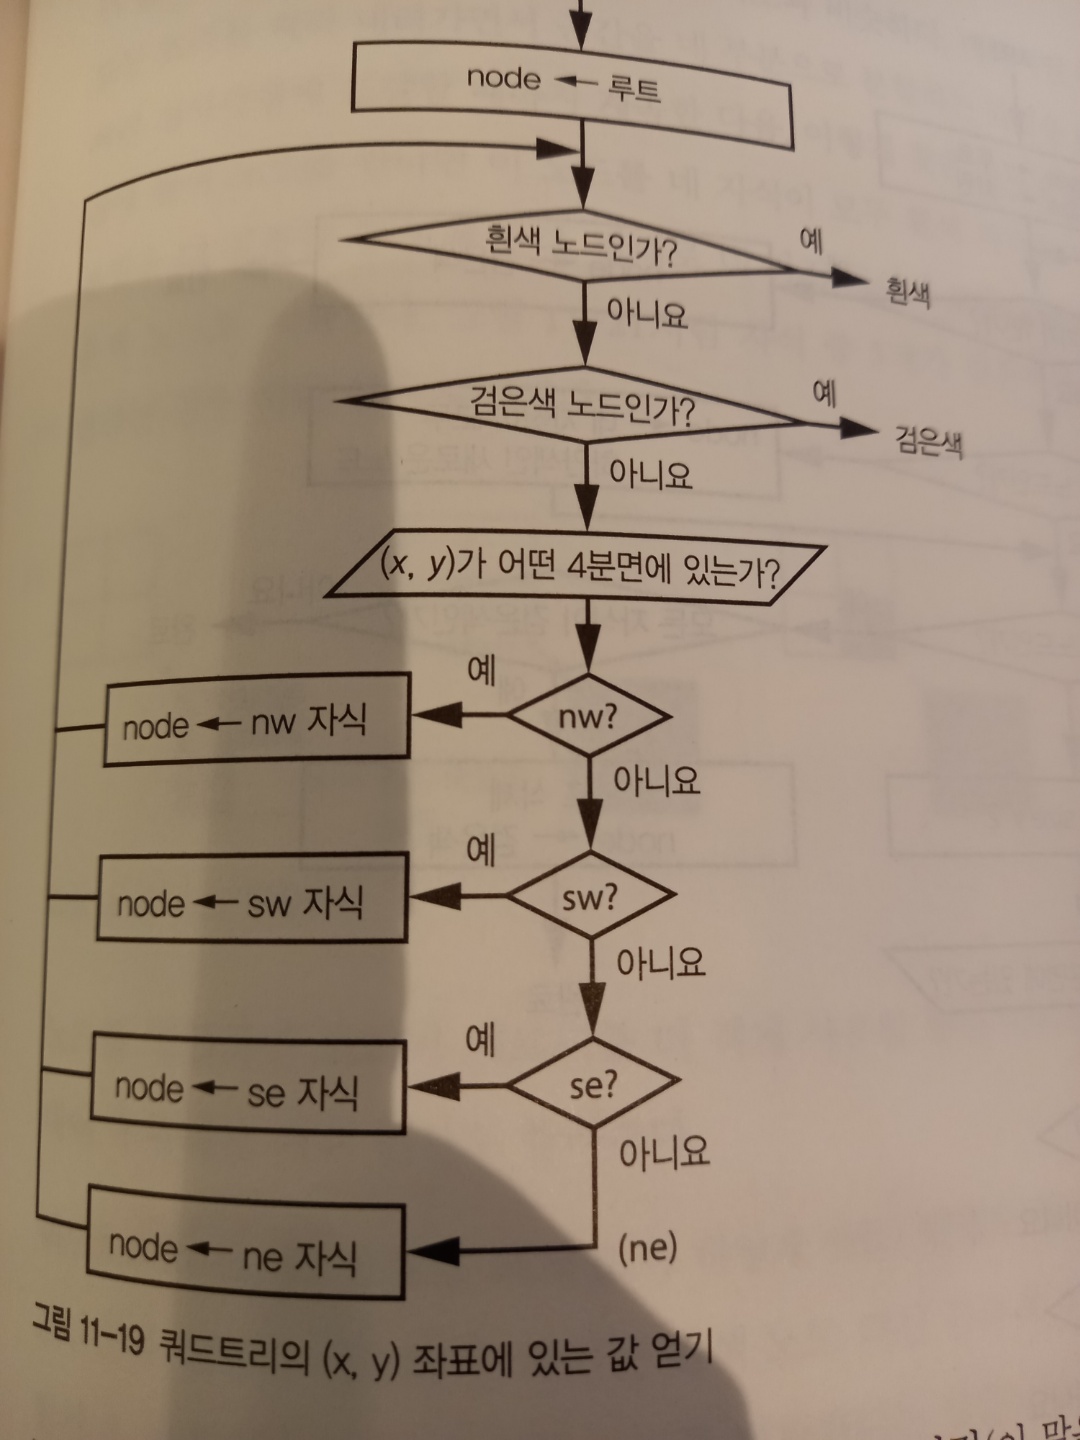 node ← 루트
흰색 노드인가?
예
흰색
아니요
검은색 노드인가?
예
검은색
아니요
(x, y)가 어떤 4분면에 있는가?
nw?
예
node ← nw 자식
아니요
sw?
예
node ← sw 자식
아니요
se?
예
node ← se 자식
아니요
(ne)
node ← ne 자식
그림 11-19 쿼드트리의 (x, y) 좌표에 있는 값 얻기